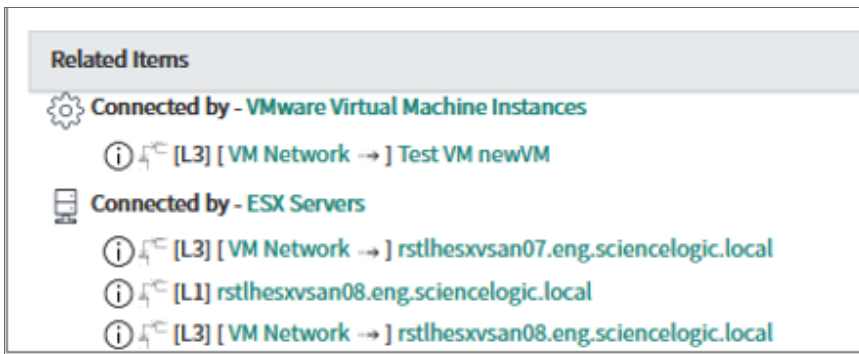 Related Items
Connected by - VMware Virtual Machine Instances
[L3] [ VM Network → ] Test VM newVM
Connected by - ESX Servers
[L3] [ VM Network → ] rstlhesxvsan07.eng.sciencelogic.local
[L1] rstlhesxvsan08.eng.sciencelogic.local
[L3] [ VM Network → ] rstlhesxvsan08.eng.sciencelogic.local